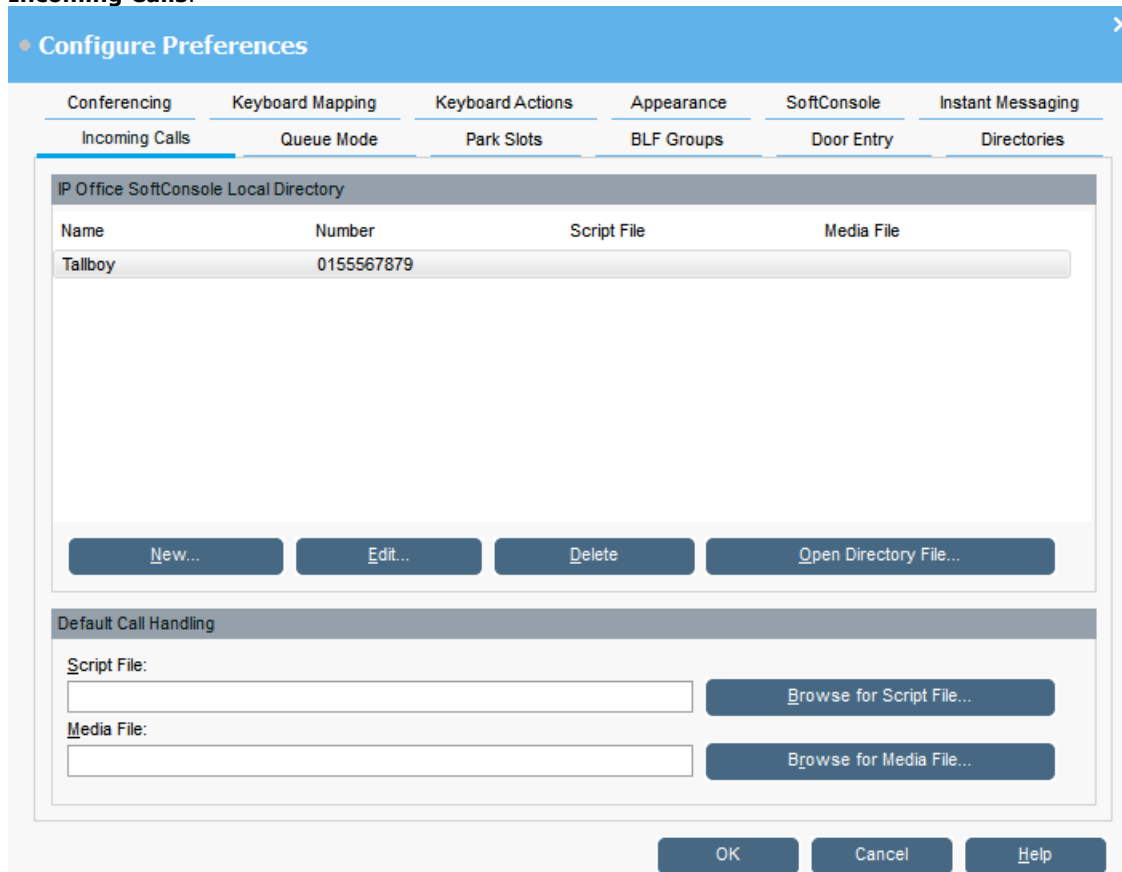 Incoming Calls.
Configure Preferences
Conferencing Keyboard Mapping Keyboard Actions Appearance SoftConsole Instant Messaging
Incoming Calls Queue Mode Park Slots BLF Groups Door Entry Directories
IP Office SoftConsole Local Directory
Name Number Script File Media File
Tallboy 0155567879
New... Edit... Delete Open Directory File...
Default Call Handling
Script File:
Browse for Script File...
Media File:
Browse for Media File...
OK Cancel Help